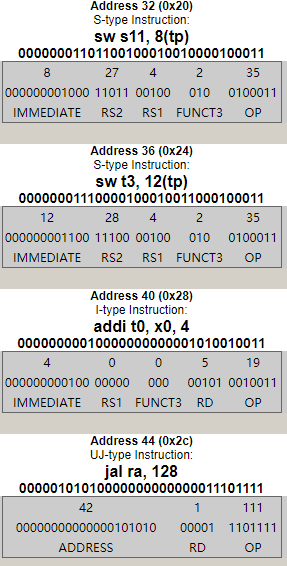 Address 32 (0x20)
S-type Instruction:
sw s11, 8(tp)
00000001101100100010010000100011
8 27 4 2 35
000000001000 11011 00100 010 0100011
IMMEDIATE RS2 RS1 FUNCT3 OP
Address 36 (0x24)
S-type Instruction:
sw t3, 12(tp)
00000001110000100010011000100011
12 28 4 2 35
000000001100 11100 00100 010 0100011
IMMEDIATE RS2 RS1 FUNCT3 OP
Address 40 (0x28)
I-type Instruction:
addi t0, x0, 4
00000000010000000000001010010011
4 0 0 5 19
000000000100 00000 000 00101 0010011
IMMEDIATE RS1 FUNCT3 RD OP
Address 44 (0x2c)
UJ-type Instruction:
jal ra, 128
00000101010000000000000011101111
42 1 111
00000000000000101010 00001 1101111
ADDRESS RD OP